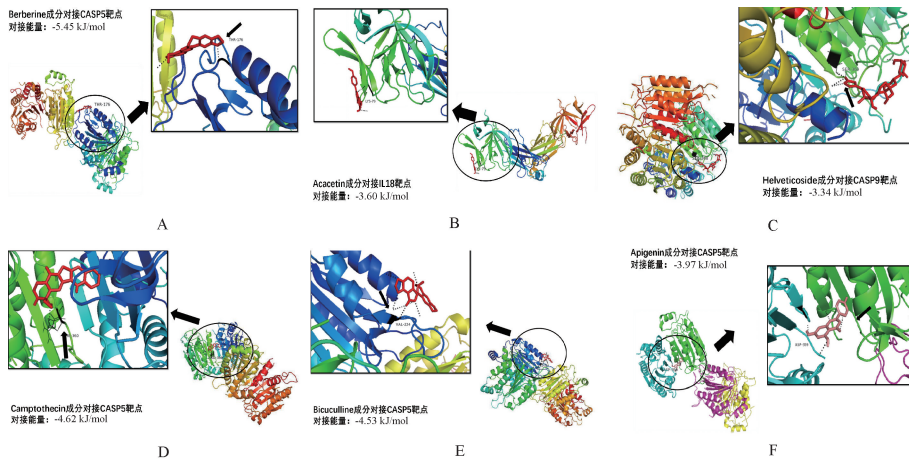 Berberine成分对接CASP5靶点
对接能量：-5.45 kJ/mol
THR-176
THR-176
A
LYS-70
Acacetin成分对接IL18靶点
对接能量：-3.60 kJ/mol
B
Helveticoside成分对接CASP9靶点
对接能量：-3.34 kJ/mol
C
Camptothecin成分对接CASP5靶点
对接能量：-4.62 kJ/mol
D
VAL-224
Bicuculline成分对接CASP5靶点
对接能量：-4.53 kJ/mol
E
Apigenin成分对接CASP5靶点
对接能量：-3.97 kJ/mol
F